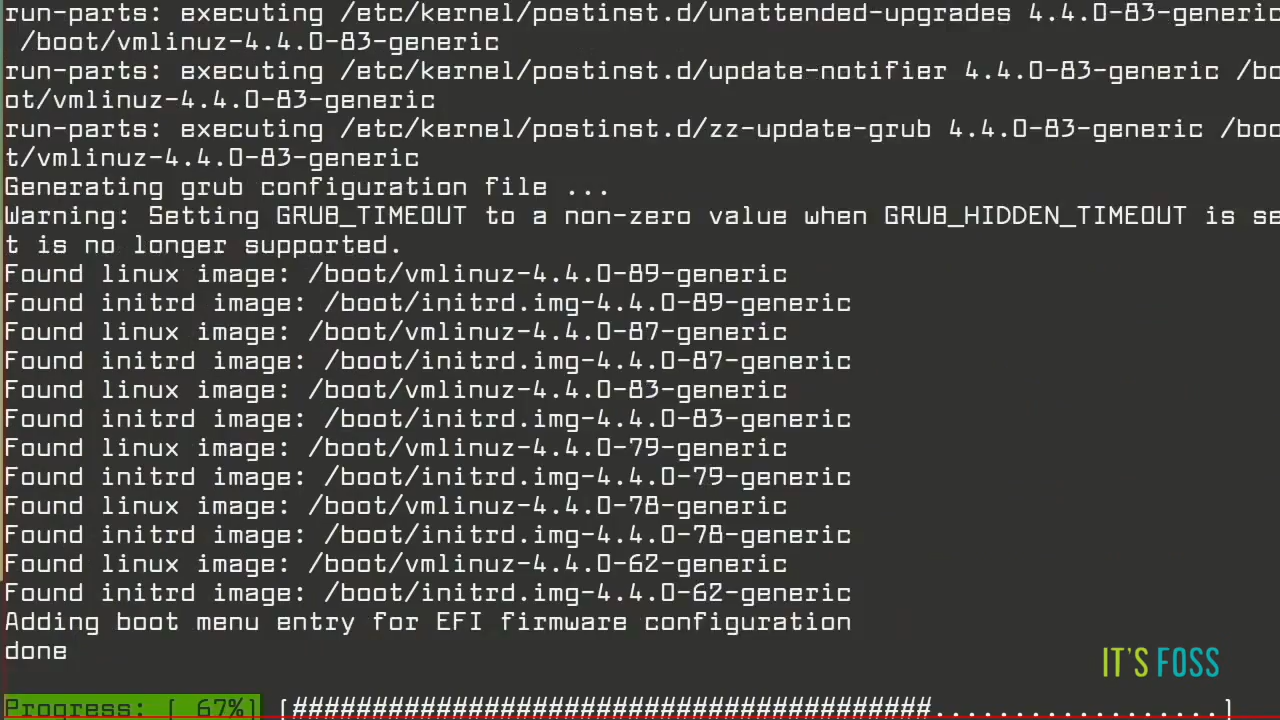 run-parts: executing /etc/kernel/postinst.d/unattended-upgrades 4.4.0-83-generic
/boot/vmlinuz-4.4.0-83-generic
run-parts: executing /etc/kernel/postinst.d/update-notifier 4.4.0-83-generic /bo
ot/vmlinuz-4.4.0-83-generic
run-parts: executing /etc/kernel/postinst.d/zz-update-grub 4.4.0-83-generic /boo
t/vmlinuz-4.4.0-83-generic
Generating grub configuration file ...
Warning: Setting GRUB_TIMEOUT to a non-zero value when GRUB_HIDDEN_TIMEOUT is se
t is no longer supported.
Found linux image: /boot/vmlinuz-4.4.0-89-generic
Found initrd image: /boot/initrd.img-4.4.0-89-generic
Found linux image: /boot/vmlinuz-4.4.0-87-generic
Found initrd image: /boot/initrd.img-4.4.0-87-generic
Found linux image: /boot/vmlinuz-4.4.0-83-generic
Found initrd image: /boot/initrd.img-4.4.0-83-generic
Found linux image: /boot/vmlinuz-4.4.0-79-generic
Found initrd image: /boot/initrd.img-4.4.0-79-generic
Found linux image: /boot/vmlinuz-4.4.0-78-generic
Found initrd image: /boot/initrd.img-4.4.0-78-generic
Found linux image: /boot/vmlinuz-4.4.0-62-generic
Found initrd image: /boot/initrd.img-4.4.0-62-generic
Adding boot menu entry for EFI firmware configuration
done
IT'S FOSS
Progress: [ 67%] [########################################..................]